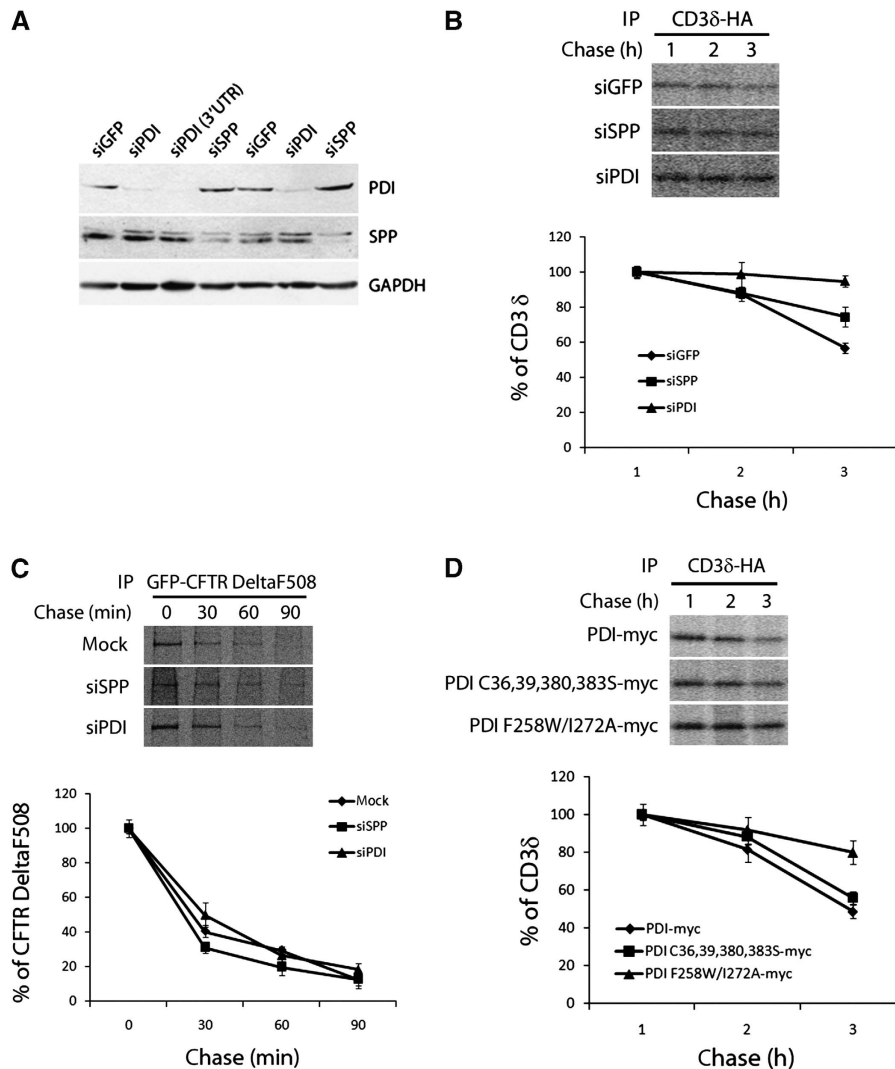 A
siGFP siPDI siPDI (3'UTR) siSPP siGFP siPDI siSPP
PDI
SPP
GAPDH
B
IP CD3δ-HA
Chase (h) 1 2 3
siGFP
siSPP
siPDI
120
100
80
60
40
20
0
% of CD3 δ
siGFP
siSPP
siPDI
1 2 3
Chase (h)
C
IP GFP-CFTR DeltaF508
Chase (min) 0 30 60 90
Mock
siSPP
siPDI
120
100
80
60
40
20
0
% of CFTR DeltaF508
Mock
siSPP
siPDI
0 30 60 90
Chase (min)
D
IP CD3δ-HA
Chase (h) 1 2 3
PDI-myc
PDI C36,39,380,383S-myc
PDI F258W/I272A-myc
120
100
80
60
40
20
0
% of CD3δ
PDI-myc
PDI C36,39,380,383S-myc
PDI F258W/I272A-myc
1 2 3
Chase (h)